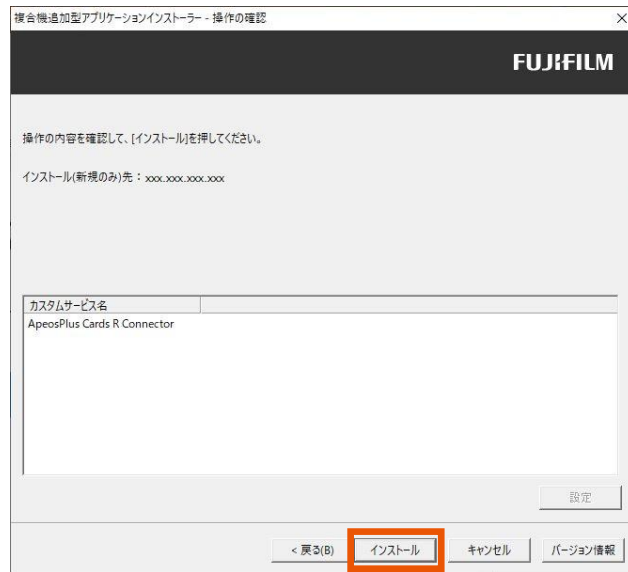 複合機追加型アプリケーションインストーラー - 操作の確認
FUJIFILM
操作の内容を確認して、[インストール]を押してください。
インストール(新規のみ)先：xxx.xxx.xxx.xxx
カスタムサービス名
ApeosPlus Cards R Connector
設定
< 戻る(B) インストール キャンセル バージョン情報